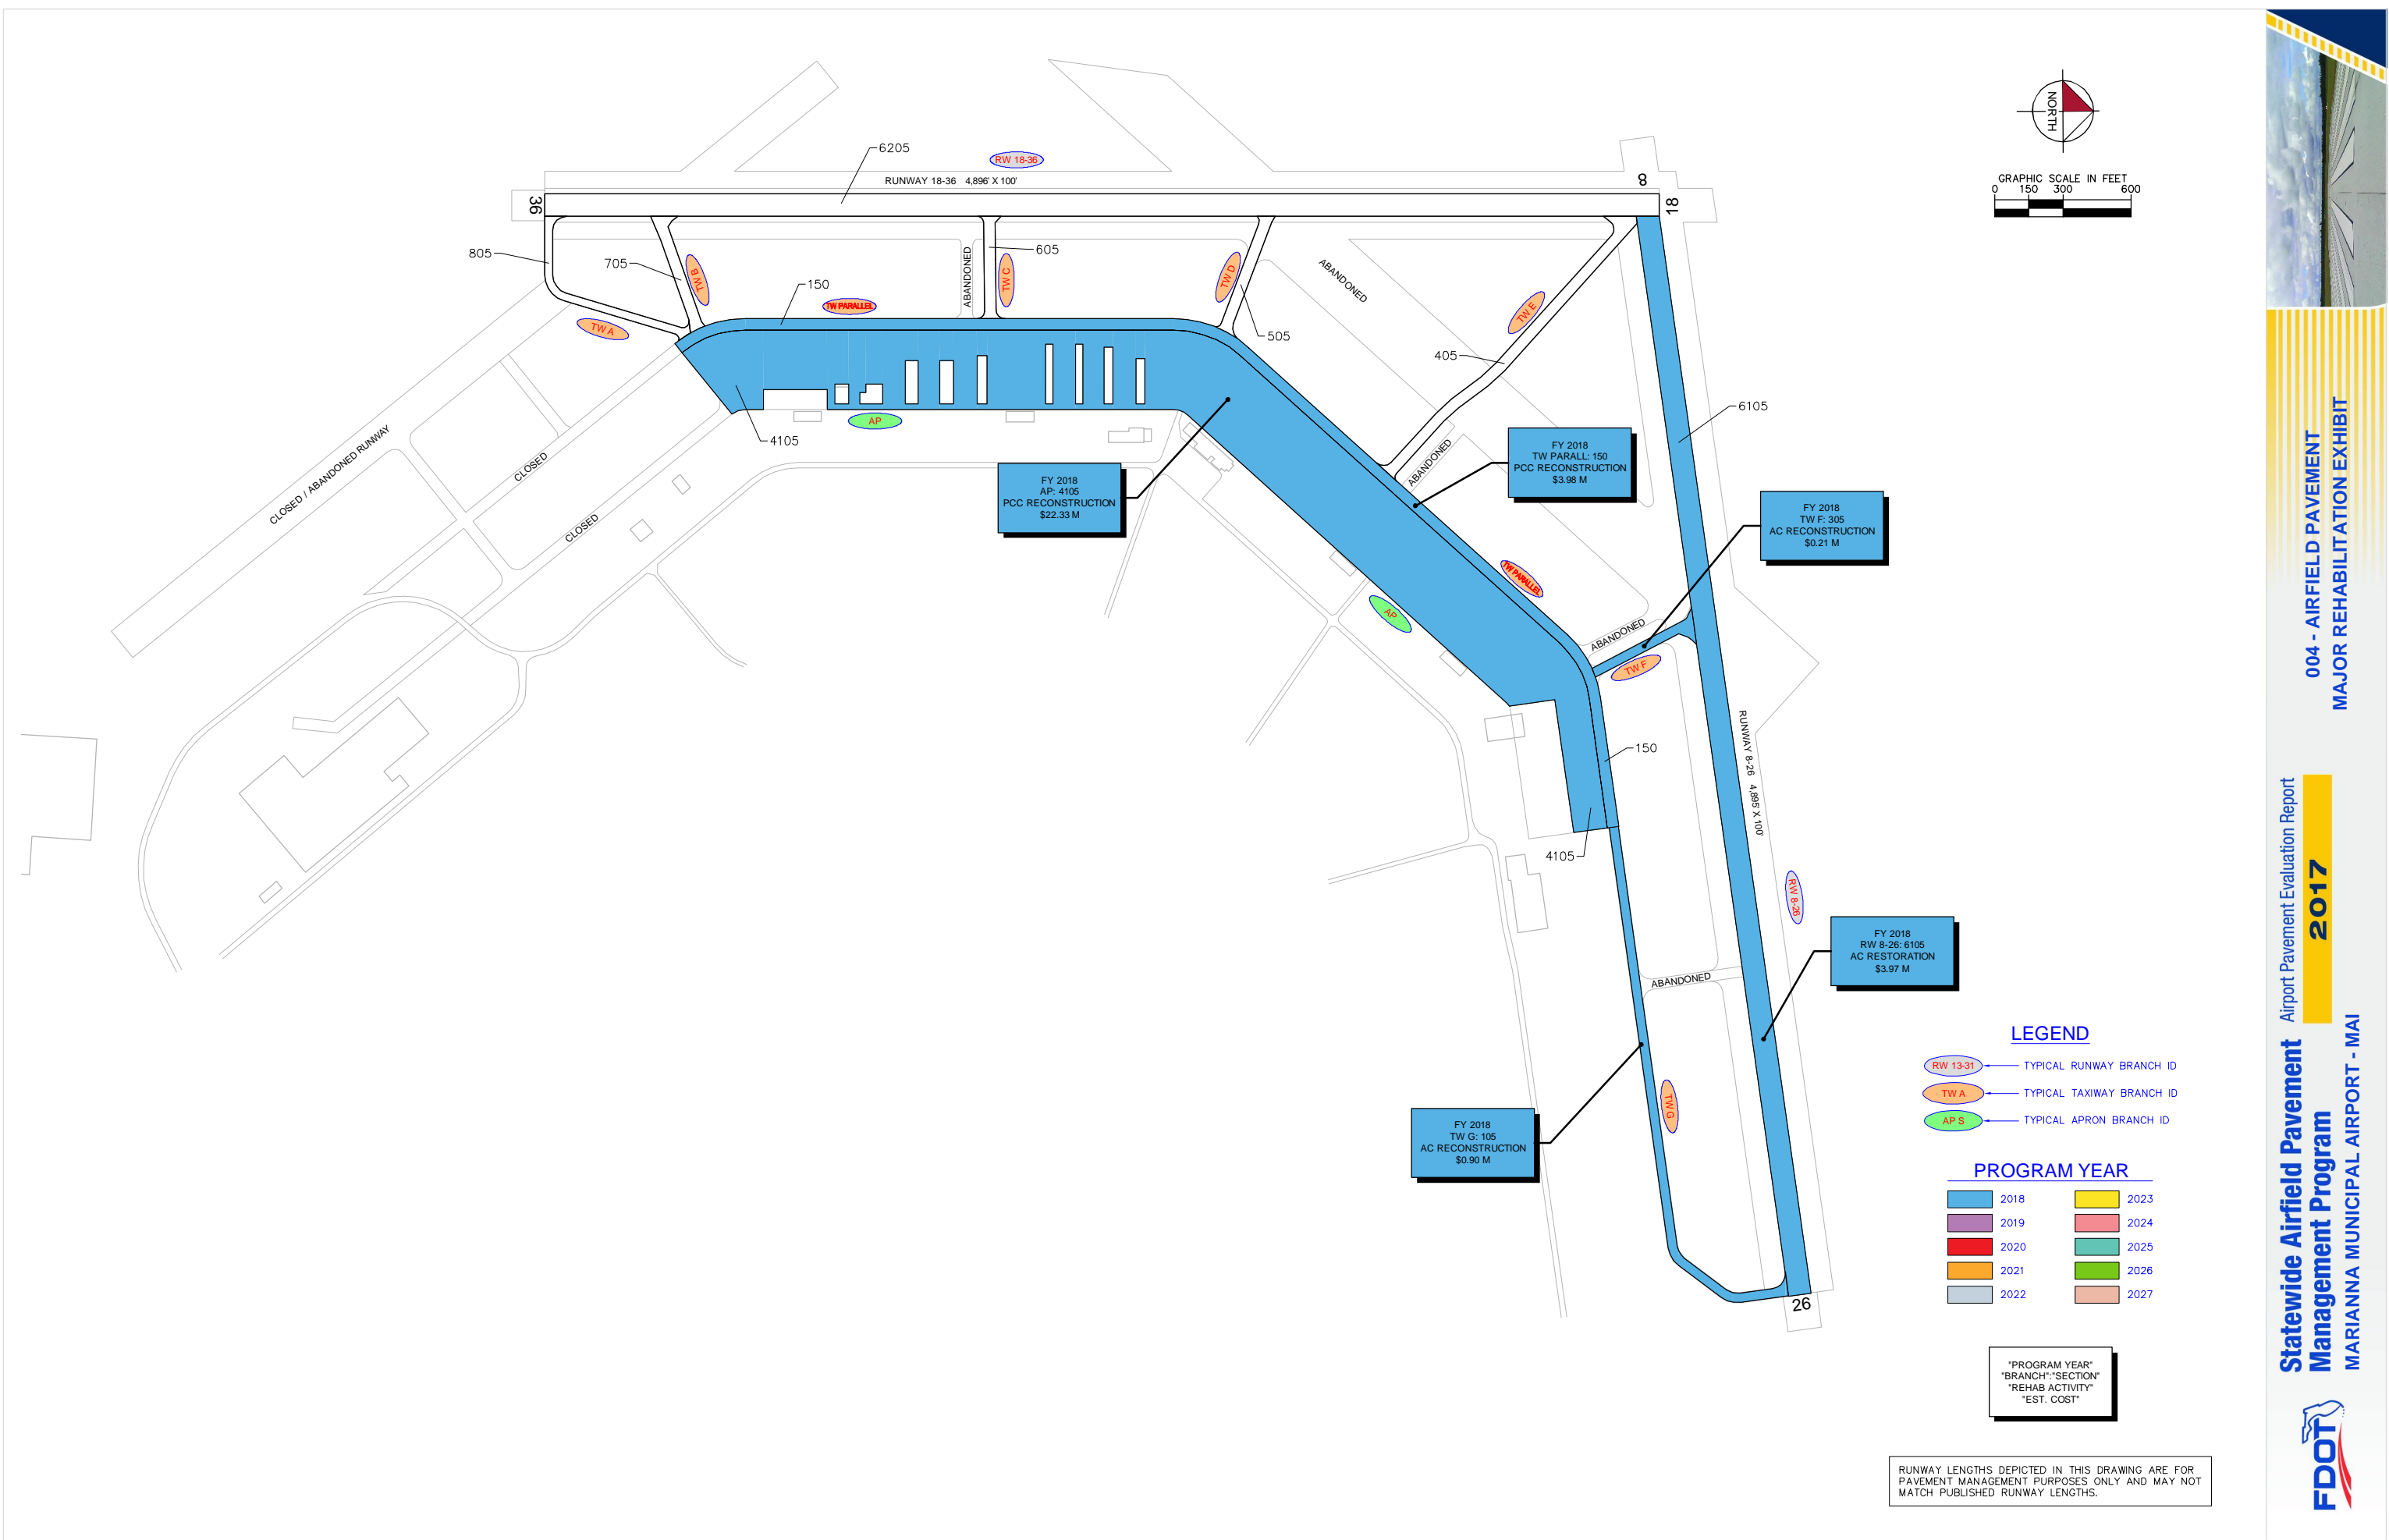 6205
RW 18-36
RUNWAY 18-36 4,896' X 100'
36
8
18
NORTH
GRAPHIC SCALE IN FEET
0 150 300 600
805
705
TW B
ABANDONED
605
TW C
TW D
ABANDONED
TW E
150
TW PARALLEL
TW A
505
405
6105
AP
4105
CLOSED / ABANDONED RUNWAY
CLOSED
CLOSED
FY 2018
AP: 4105
PCC RECONSTRUCTION
$22.33 M
ABANDONED
FY 2018
TW PARALL: 150
PCC RECONSTRUCTION
$3.98 M
FY 2018
TW F: 305
AC RECONSTRUCTION
$0.21 M
TW PARALLEL
AP
ABANDONED
TW F
RUNWAY 8-26 4,895' X 100'
150
4105
RW 8-26
FY 2018
RW 8-26: 6105
AC RESTORATION
$3.97 M
ABANDONED
TW G
FY 2018
TW G: 105
AC RECONSTRUCTION
$0.90 M
26
LEGEND
RW 13-31 TYPICAL RUNWAY BRANCH ID
TW A TYPICAL TAXIWAY BRANCH ID
AP S TYPICAL APRON BRANCH ID
PROGRAM YEAR
2018 2023
2019 2024
2020 2025
2021 2026
2022 2027
"PROGRAM YEAR"
"BRANCH":"SECTION"
"REHAB ACTIVITY"
"EST. COST"
RUNWAY LENGTHS DEPICTED IN THIS DRAWING ARE FOR
PAVEMENT MANAGEMENT PURPOSES ONLY AND MAY NOT
MATCH PUBLISHED RUNWAY LENGTHS.
FDOT
Statewide Airfield Pavement
Management Program
MARIANNA MUNICIPAL AIRPORT - MAI
Airport Pavement Evaluation Report
2017
004 - AIRFIELD PAVEMENT
MAJOR REHABILITATION EXHIBIT